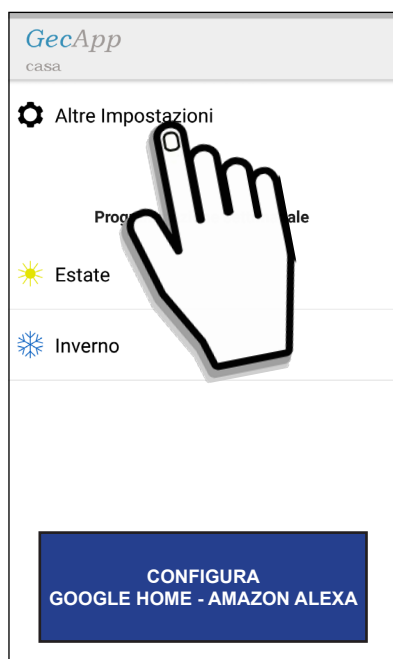 GecApp
casa
Altre Impostazioni
Estate
Inverno
CONFIGURA
GOOGLE HOME - AMAZON ALEXA